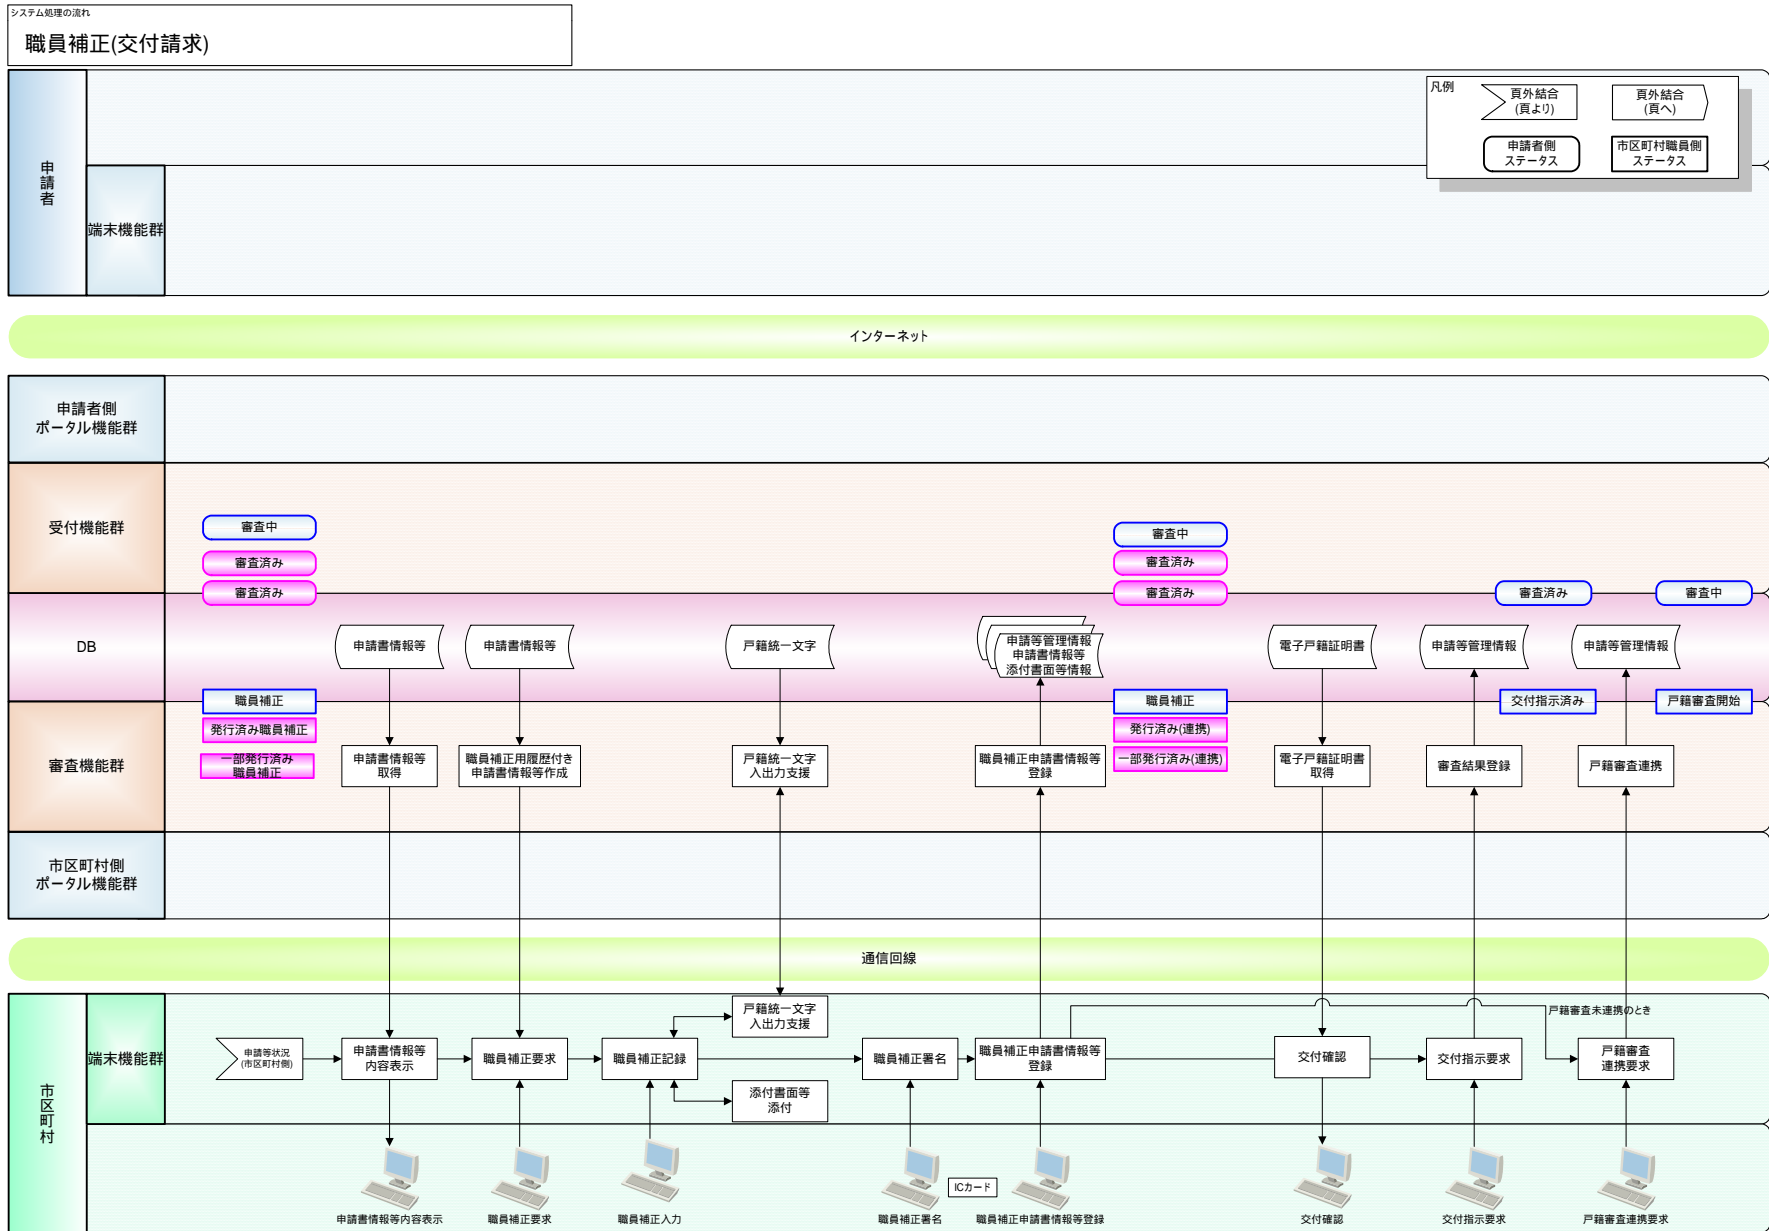 システム処理の流れ
職員補正(交付請求)
凡例
頁外結合
(頁より)
頁外結合
(頁へ)
申請者側
ステータス
市区町村職員側
ステータス
申請者
端末機能群
インターネット
申請者側
ポータル機能群
受付機能群
審査中
審査済み
審査済み
審査中
審査済み
審査済み
審査済み
審査中
DB
申請書情報等
申請書情報等
戸籍統一文字
申請等管理情報
申請書情報等
添付書面等情報
電子戸籍証明書
申請等管理情報
申請等管理情報
職員補正
職員補正
交付指示済み
戸籍審査開始
審査機能群
発行済み職員補正
一部発行済み
職員補正
申請書情報等
取得
職員補正用履歴付き
申請書情報等作成
戸籍統一文字
入出力支援
職員補正申請書情報等
登録
発行済み(連携)
一部発行済み(連携)
電子戸籍証明書
取得
審査結果登録
戸籍審査連携
市区町村側
ポータル機能群
通信回線
市区町村
端末機能群
申請等状況
(市区町村側)
申請書情報等
内容表示
職員補正要求
職員補正記録
戸籍統一文字
入出力支援
添付書面等
添付
職員補正署名
職員補正申請書情報等
登録
交付確認
交付指示要求
戸籍審査未連携のとき
戸籍審査
連携要求
申請書情報等内容表示
職員補正要求
職員補正入力
職員補正署名
ICカード
職員補正申請書情報等登録
交付確認
交付指示要求
戸籍審査連携要求